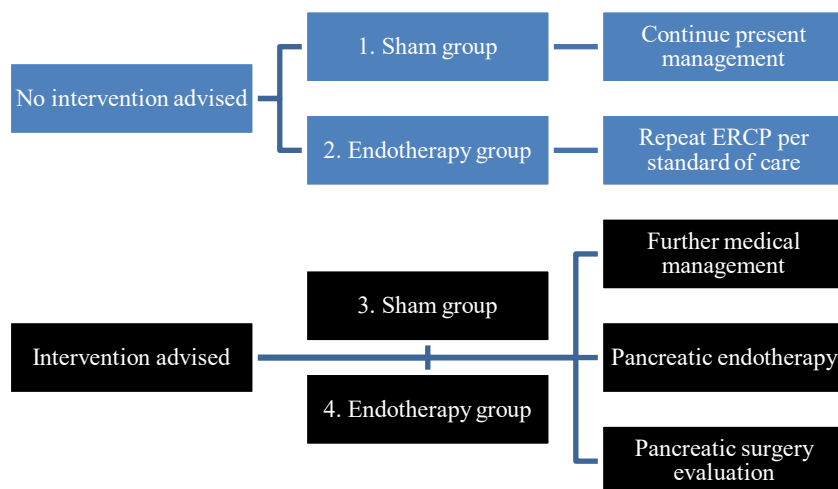 No intervention advised
1. Sham group
Continue present
management
2. Endotherapy group
Repeat ERCP per
standard of care
Intervention advised
3. Sham group
4. Endotherapy group
Further medical
management
Pancreatic endotherapy
Pancreatic surgery
evaluation